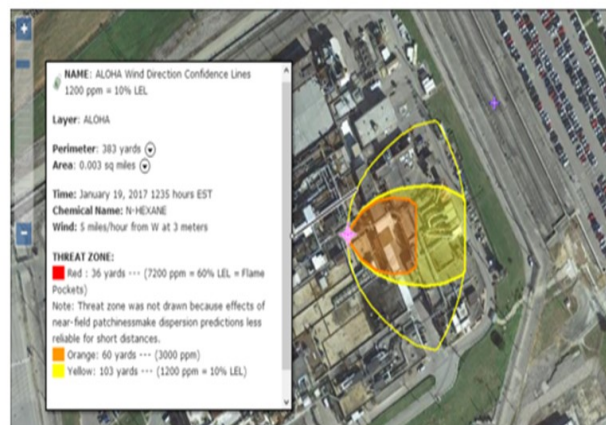 NAME: ALOHA Wind Direction Confidence Lines
1200 ppm = 10% LEL
Layer: ALOHA
Perimeter: 383 yards
Area: 0.003 sq miles
Time: January 19, 2017 1235 hours EST
Chemical Name: N-HEXANE
Wind: 5 miles/hour from W at 3 meters
THREAT ZONE:
Red : 36 yards --- (7200 ppm = 60% LEL = Flame
Pockets)
Note: Threat zone was not drawn because effects of
near-field patchinessmake dispersion predictions less
reliable for short distances.
Orange: 60 yards --- (3000 ppm)
Yellow: 103 yards --- (1200 ppm = 10% LEL)